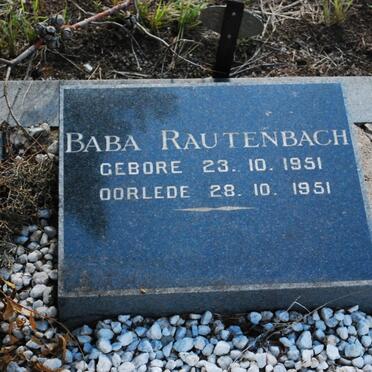 BABA RAUTENBACH
GEBORE 23. 10. 1951
OORLEDE 28. 10. 1951